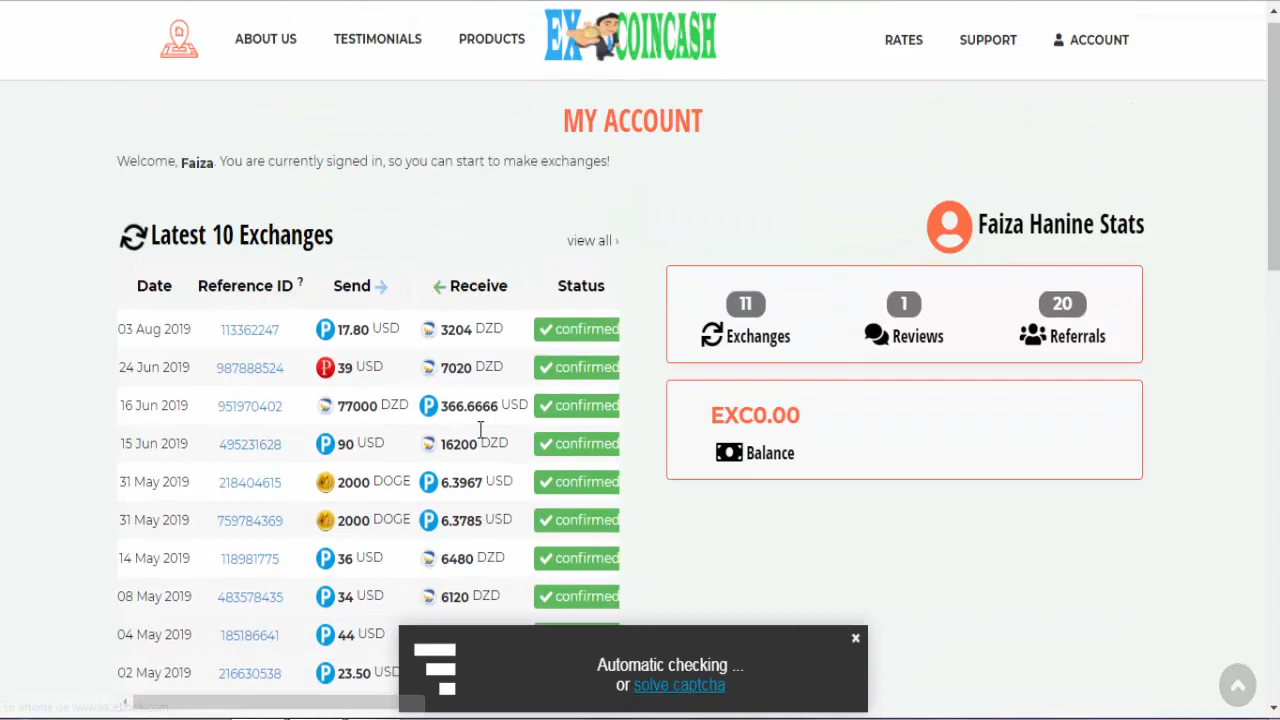 ABOUT US TESTIMONIALS PRODUCTS EX COINCASH RATES SUPPORT ACCOUNT
MY ACCOUNT
Welcome, Faiza. You are currently signed in, so you can start to make exchanges!
Latest 10 Exchanges view all ›
Faiza Hanine Stats
Date Reference ID ? Send Receive Status
03 Aug 2019 113362247 17.80 USD 3204 DZD confirmed
24 Jun 2019 987888524 39 USD 7020 DZD confirmed
16 Jun 2019 951970402 77000 DZD 366.6666 USD confirmed
15 Jun 2019 495231628 90 USD 16200 DZD confirmed
31 May 2019 218404615 2000 DOGE 6.3967 USD confirmed
31 May 2019 759784369 2000 DOGE 6.3785 USD confirmed
14 May 2019 118981775 36 USD 6480 DZD confirmed
08 May 2019 483578435 34 USD 6120 DZD confirmed
04 May 2019 185186641 44 USD
02 May 2019 216630538 23.50 USD
11 1 20
Exchanges Reviews Referrals
EXC0.00
Balance
Automatic checking ...
or solve captcha
×